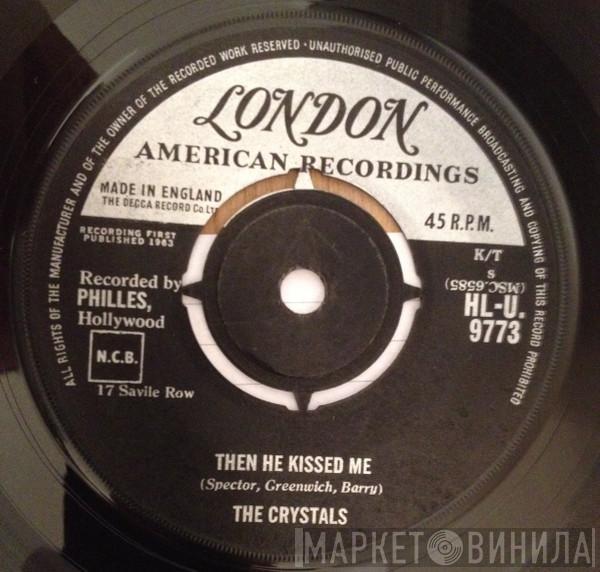 ALL RIGHTS OF THE MANUFACTURER AND OF THE OWNER OF THE RECORDED WORK RESERVED · UNAUTHORISED PUBLIC PERFORMANCE BROADCASTING AND COPYING OF THIS RECORD PROHIBITED
LONDON
AMERICAN RECORDINGS
MADE IN ENGLAND
THE DECCA RECORD Co. Ltd
45 R.P.M.
RECORDING FIRST
PUBLISHED 1963
K/T
s
(MSC.6585)
Recorded by
PHILLES,
Hollywood
HL-U.
9773
N.C.B.
17 Savile Row
THEN HE KISSED ME
(Spector, Greenwich, Barry)
THE CRYSTALS
МАРКЕТ ВИНИЛА